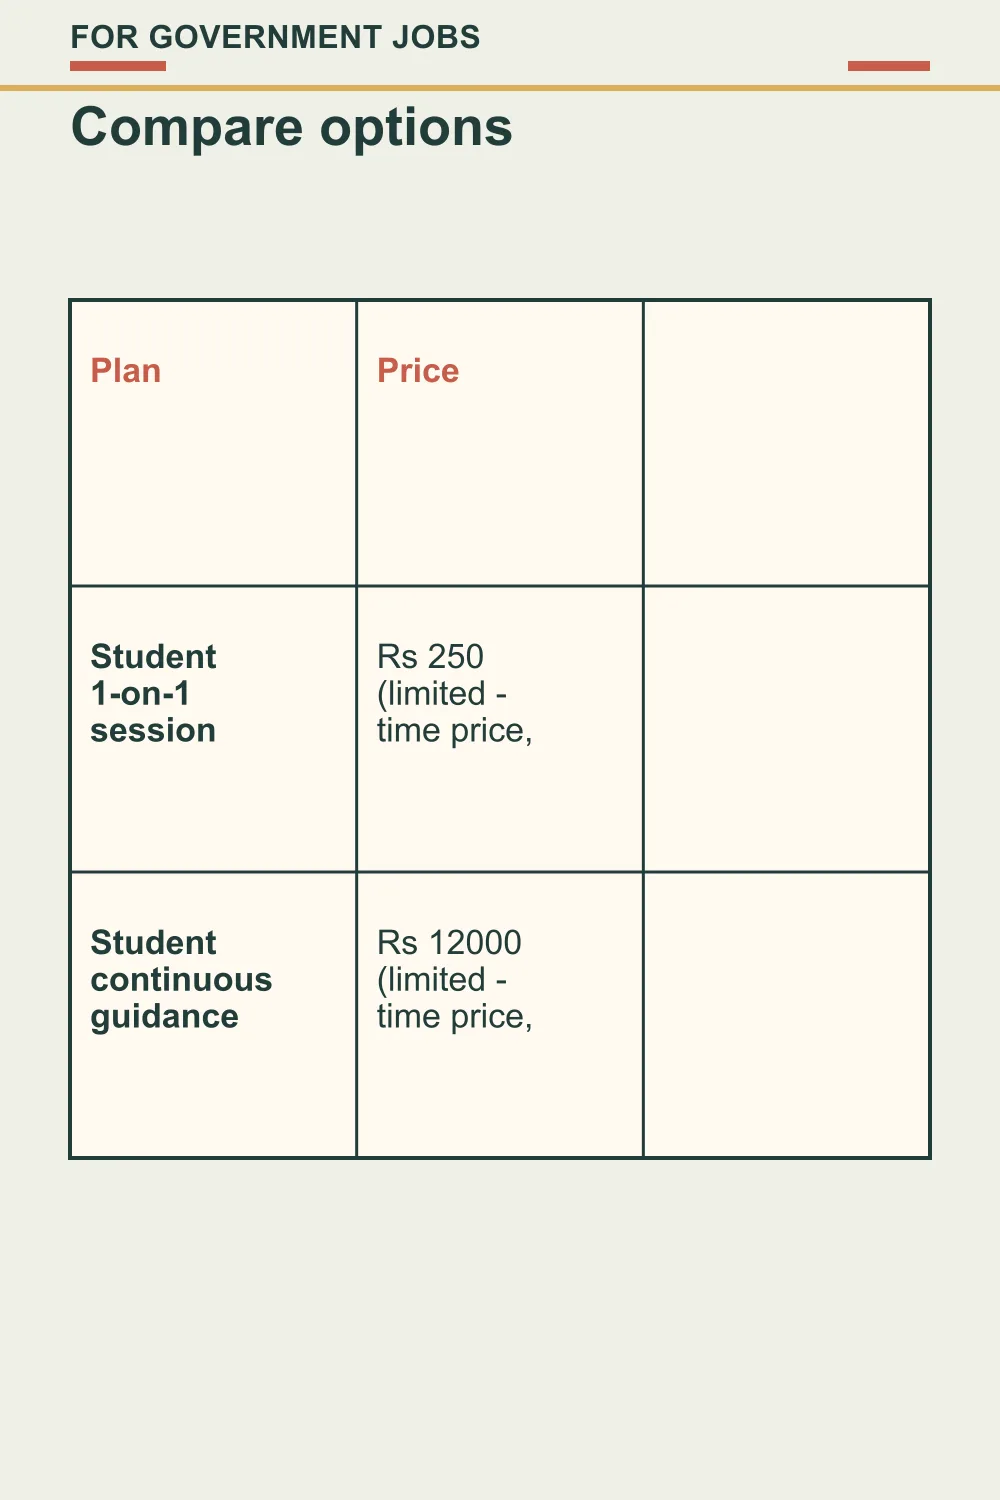 FOR GOVERNMENT JOBS
Compare options
Plan
Price
Student
1-on-1
session
Rs 250
(limited -
time price,
Student
continuous
guidance
Rs 12000
(limited -
time price,